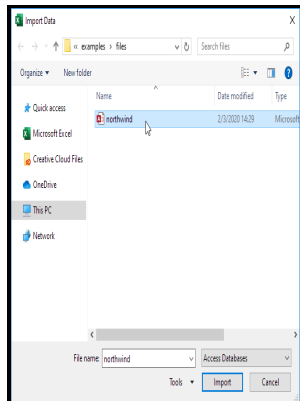 Import Data
« examples › files
Search files
Organize
New folder
Name
Date modified
Type
Quick access
northwind
2/3/2020 14:29
Microsoft
Microsoft Excel
Creative Cloud Files
OneDrive
This PC
Network
File name:
northwind
Access Databases
Tools
Import
Cancel